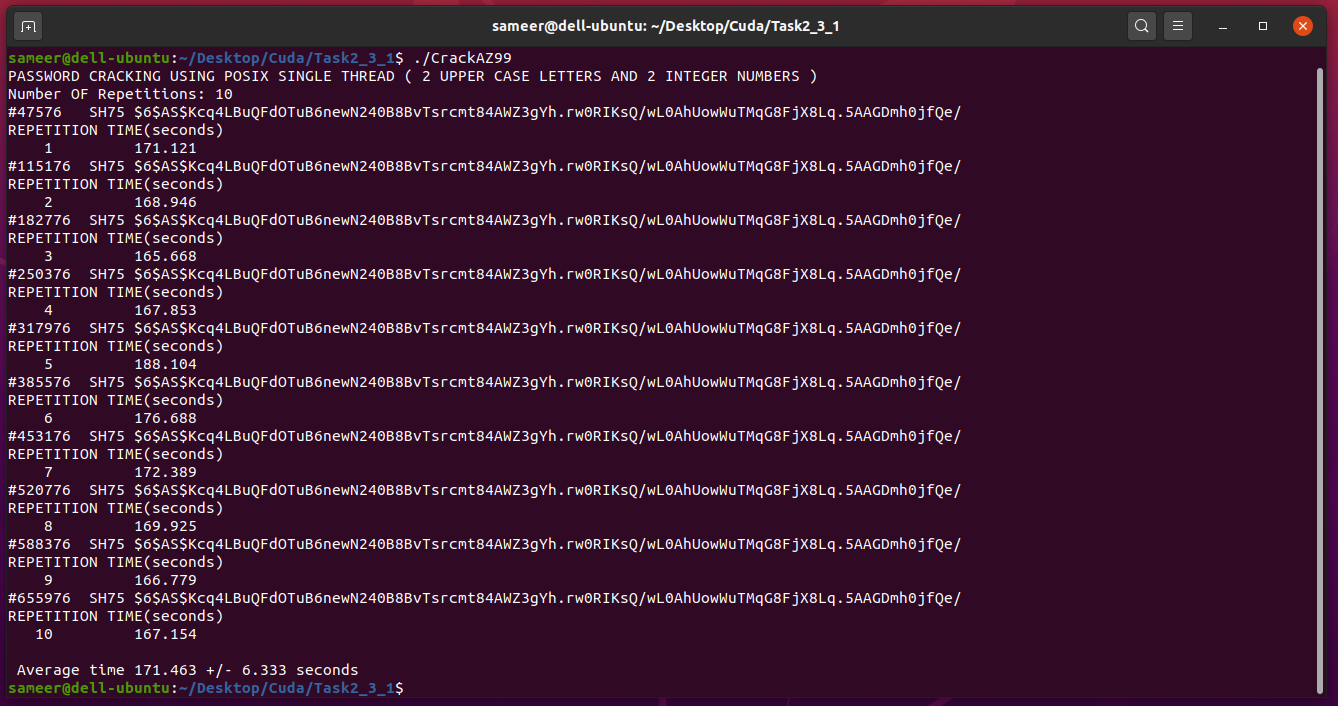 sameer@dell-ubuntu: ~/Desktop/Cuda/Task2_3_1
sameer@dell-ubuntu:~/Desktop/Cuda/Task2_3_1$ ./CrackAZ99
PASSWORD CRACKING USING POSIX SINGLE THREAD ( 2 UPPER CASE LETTERS AND 2 INTEGER NUMBERS )
Number OF Repetitions: 10
#47576   SH75 $6$AS$Kcq4LBuQFdOTuB6newN240B8BvTsrcmt84AWZ3gYh.rw0RIKsQ/wL0AhUowWuTMqG8FjX8Lq.5AAGDmh0jfQe/
REPETITION TIME(seconds)
    1         171.121
#115176  SH75 $6$AS$Kcq4LBuQFdOTuB6newN240B8BvTsrcmt84AWZ3gYh.rw0RIKsQ/wL0AhUowWuTMqG8FjX8Lq.5AAGDmh0jfQe/
REPETITION TIME(seconds)
    2         168.946
#182776  SH75 $6$AS$Kcq4LBuQFdOTuB6newN240B8BvTsrcmt84AWZ3gYh.rw0RIKsQ/wL0AhUowWuTMqG8FjX8Lq.5AAGDmh0jfQe/
REPETITION TIME(seconds)
    3         165.668
#250376  SH75 $6$AS$Kcq4LBuQFdOTuB6newN240B8BvTsrcmt84AWZ3gYh.rw0RIKsQ/wL0AhUowWuTMqG8FjX8Lq.5AAGDmh0jfQe/
REPETITION TIME(seconds)
    4         167.853
#317976  SH75 $6$AS$Kcq4LBuQFdOTuB6newN240B8BvTsrcmt84AWZ3gYh.rw0RIKsQ/wL0AhUowWuTMqG8FjX8Lq.5AAGDmh0jfQe/
REPETITION TIME(seconds)
    5         188.104
#385576  SH75 $6$AS$Kcq4LBuQFdOTuB6newN240B8BvTsrcmt84AWZ3gYh.rw0RIKsQ/wL0AhUowWuTMqG8FjX8Lq.5AAGDmh0jfQe/
REPETITION TIME(seconds)
    6         176.688
#453176  SH75 $6$AS$Kcq4LBuQFdOTuB6newN240B8BvTsrcmt84AWZ3gYh.rw0RIKsQ/wL0AhUowWuTMqG8FjX8Lq.5AAGDmh0jfQe/
REPETITION TIME(seconds)
    7         172.389
#520776  SH75 $6$AS$Kcq4LBuQFdOTuB6newN240B8BvTsrcmt84AWZ3gYh.rw0RIKsQ/wL0AhUowWuTMqG8FjX8Lq.5AAGDmh0jfQe/
REPETITION TIME(seconds)
    8         169.925
#588376  SH75 $6$AS$Kcq4LBuQFdOTuB6newN240B8BvTsrcmt84AWZ3gYh.rw0RIKsQ/wL0AhUowWuTMqG8FjX8Lq.5AAGDmh0jfQe/
REPETITION TIME(seconds)
    9         166.779
#655976  SH75 $6$AS$Kcq4LBuQFdOTuB6newN240B8BvTsrcmt84AWZ3gYh.rw0RIKsQ/wL0AhUowWuTMqG8FjX8Lq.5AAGDmh0jfQe/
REPETITION TIME(seconds)
   10         167.154
 Average time 171.463 +/- 6.333 seconds
sameer@dell-ubuntu:~/Desktop/Cuda/Task2_3_1$